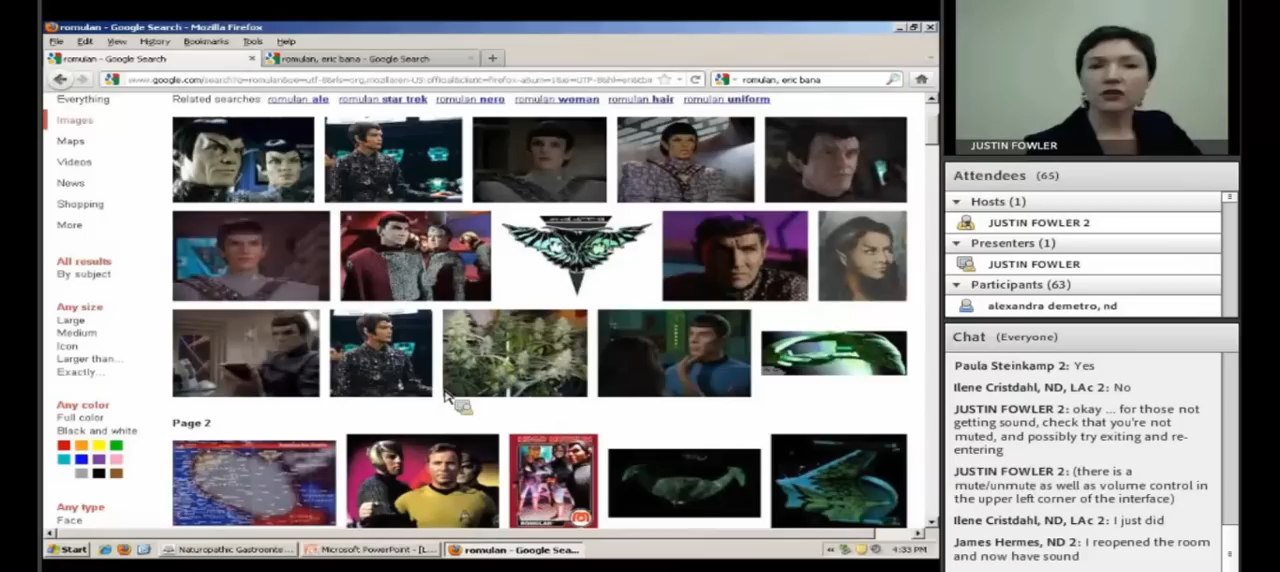 romulan - Google Search - Mozilla Firefox
File Edit View History Bookmarks Tools Help
romulan - Google Search
romulan, eric bana - Google Search
romulan, eric bana
Everything
Images
Maps
Videos
News
Shopping
More
All results
By subject
Any size
Large
Medium
Icon
Larger than...
Exactly...
Any color
Full color
Black and white
Any type
Face
Related searches: romulan ale romulan star trek romulan nero romulan woman romulan hair romulan uniform
Page 2
ROMULAN
Start
Naturopathic Gastroente...
Microsoft PowerPoint - [L...
romulan - Google Sea...
4:33 PM
JUSTIN FOWLER
Attendees (65)
Hosts (1)
JUSTIN FOWLER 2
Presenters (1)
JUSTIN FOWLER
Participants (63)
alexandra demetro, nd
Chat (Everyone)
Paula Steinkamp 2: Yes
Ilene Cristdahl, ND, LAc 2: No
JUSTIN FOWLER 2: okay ... for those not
getting sound, check that you're not
muted, and possibly try exiting and re-
entering
JUSTIN FOWLER 2: (there is a
mute/unmute as well as volume control in
the upper left corner of the interface)
Ilene Cristdahl, ND, LAc 2: I just did
James Hermes, ND 2: I reopened the room
and now have sound